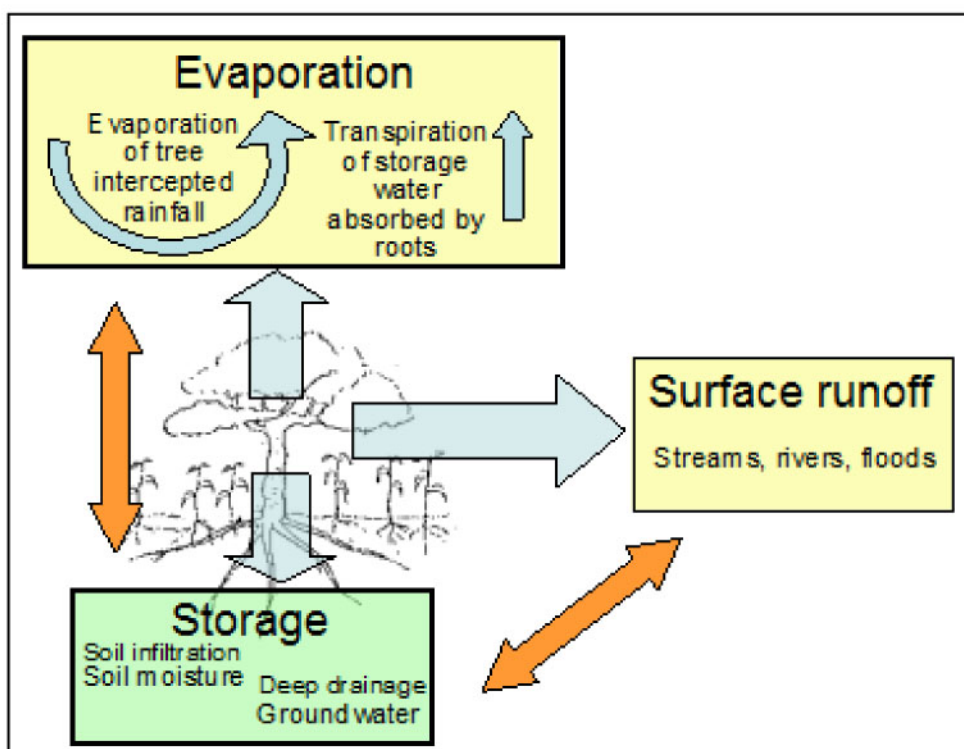 Evaporation
Evaporation
of tree
intercepted
rainfall
Transpiration
of storage
water
absorbed by
roots
Surface runoff
Streams, rivers, floods
Storage
Soil infiltration
Soil moisture
Deep drainage
Ground water